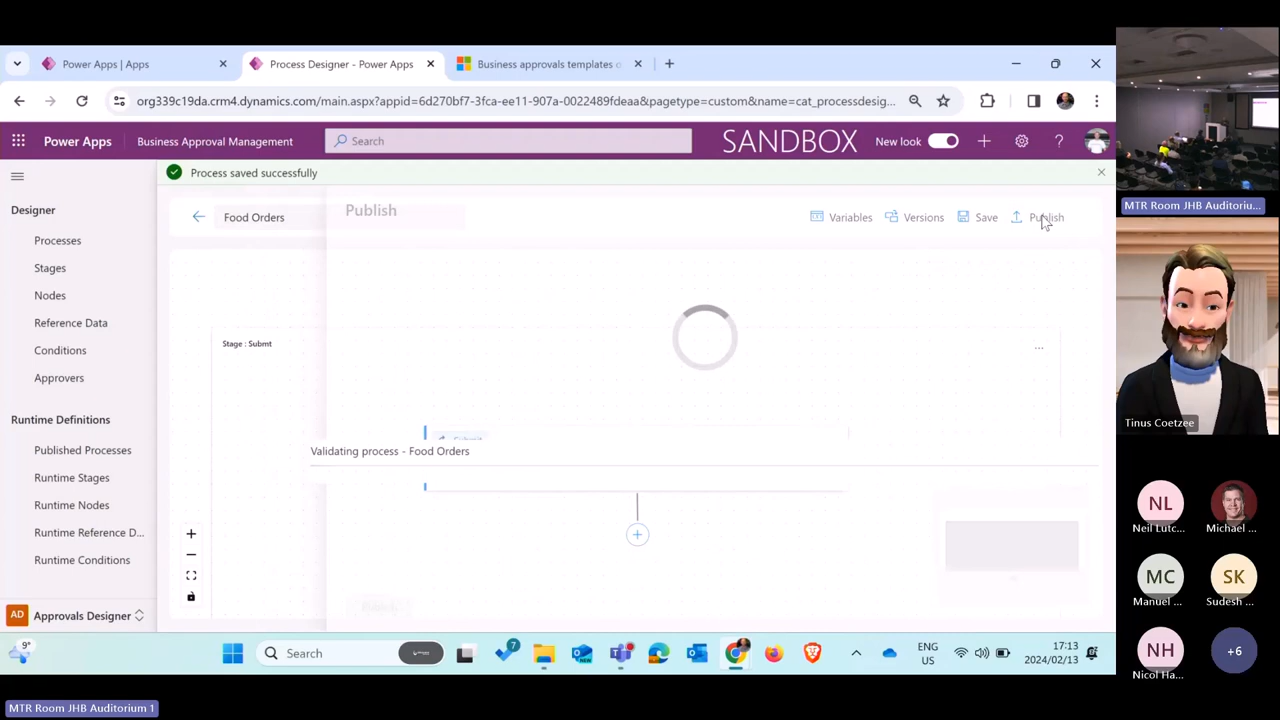 Power Apps | Apps
Process Designer - Power Apps
Business approvals templates o
org339c19da.crm4.dynamics.com/main.aspx?appid=6d270bf7-3fca-ee11-907a-0022489fdeaa&pagetype=custom&name=cat_processdesig...
Power Apps
Business Approval Management
Search
SANDBOX
New look
Process saved successfully
Designer
Processes
Stages
Nodes
Reference Data
Conditions
Approvers
Runtime Definitions
Published Processes
Runtime Stages
Runtime Nodes
Runtime Reference D...
Runtime Conditions
AD
Approvals Designer
Food Orders
Publish
Variables
Versions
Save
Publish
Stage : Submt
...
Submit
Validating process - Food Orders
Publish
9°
Search
7
NEW
ENG
US
17:13
2024/02/13
MTR Room JHB Auditoriu...
Tinus Coetzee
NL
Neil Lutc...
Michael ...
MC
Manuel ...
SK
Sudesh ...
NH
Nicol Ha...
+6
MTR Room JHB Auditorium 1